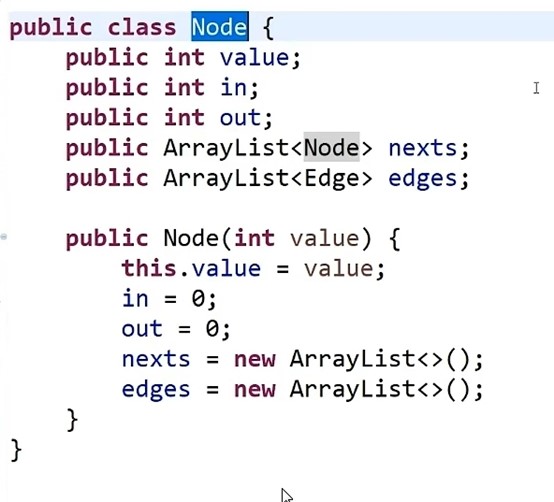 public class Node {
    public int value;
    public int in;
    public int out;
    public ArrayList<Node> nexts;
    public ArrayList<Edge> edges;

    public Node(int value) {
        this.value = value;
        in = 0;
        out = 0;
        nexts = new ArrayList<>();
        edges = new ArrayList<>();
    }
}